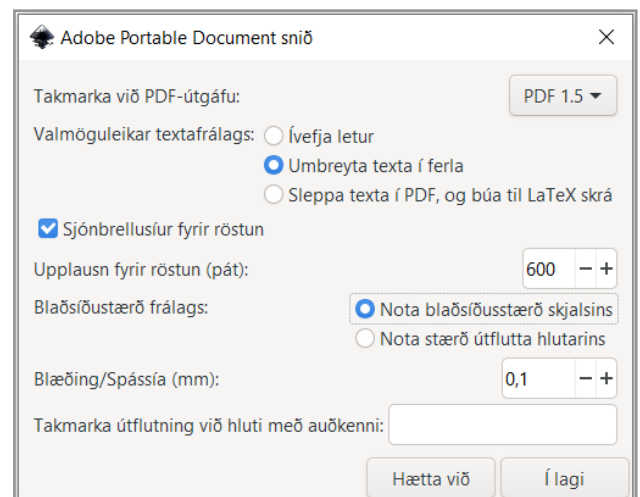 Adobe Portable Document snið
Takmarka við PDF-útgáfu: PDF 1.5
Valmöguleikar textafrálags: Ívefja letur
Umbreyta texta í ferla
Sleppa texta í PDF, og búa til LaTeX skrá
Sjónbrellusíur fyrir röstun
Upplausn fyrir röstun (pát): 600
Blaðsíðustærð frálags: Nota blaðsíðusstærð skjalsins
Nota stærð útflutta hlutarins
Blæðing/Spássía (mm): 0,1
Takmarka útflutning við hluti með auðkenni:
Hætta við Í lagi